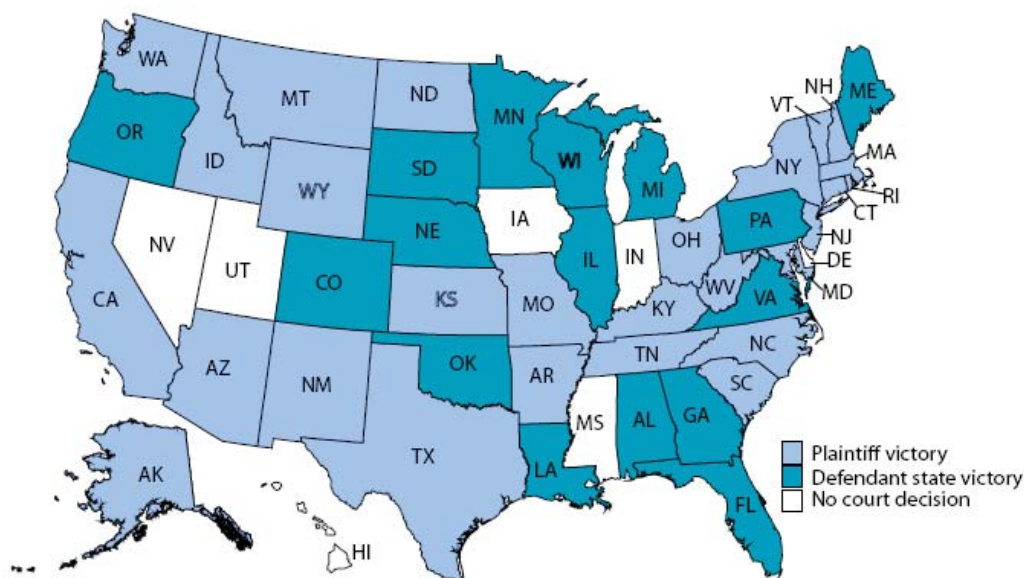 WA
MT
ND
MN
OR
ID
WY
SD
WI
MI
NH
VT
ME
MA
NY
RI
CT
NV
UT
CO
NE
IA
IL
IN
OH
PA
NJ
DE
MD
CA
KS
MO
KY
WV
VA
AZ
NM
OK
AR
TN
NC
SC
TX
LA
MS
AL
GA
FL
AK
HI
Plaintiff victory
Defendant state victory
No court decision